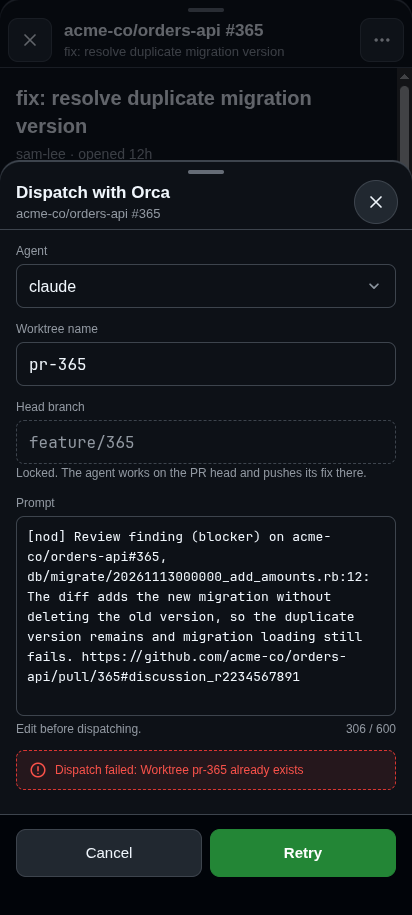 acme-co/orders-api #365
fix: resolve duplicate migration version
fix: resolve duplicate migration
version
sam-lee · opened 12h
Dispatch with Orca
acme-co/orders-api #365
Agent
claude
Worktree name
pr-365
Head branch
feature/365
Locked. The agent works on the PR head and pushes its fix there.
Prompt
[nod] Review finding (blocker) on acme-
co/orders-api#365,
db/migrate/20261113000000_add_amounts.rb:12:
The diff adds the new migration without
deleting the old version, so the duplicate
version remains and migration loading still
fails. https://github.com/acme-co/orders-
api/pull/365#discussion_r2234567891
Edit before dispatching.
306 / 600
Dispatch failed: Worktree pr-365 already exists
Cancel
Retry